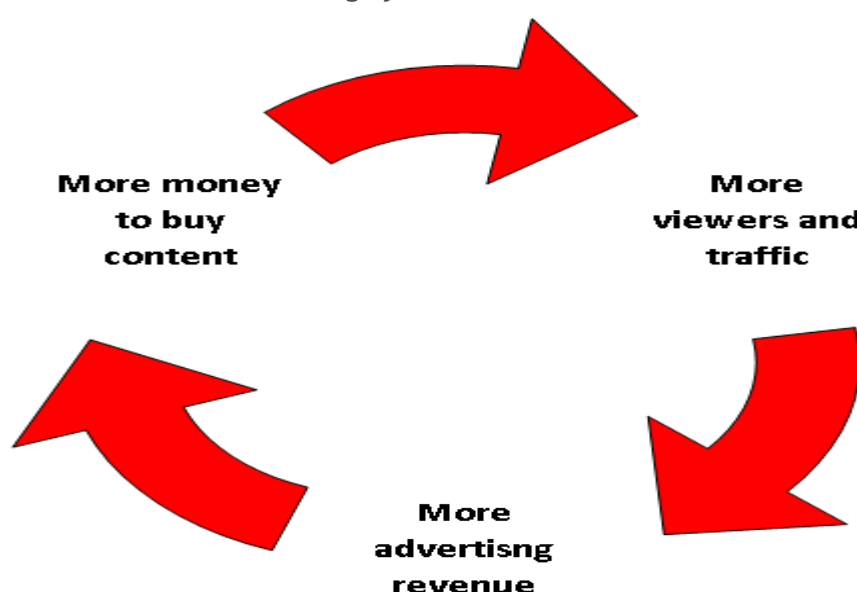 More money
to buy
content
More
viewers and
traffic
More
advertisng
revenue